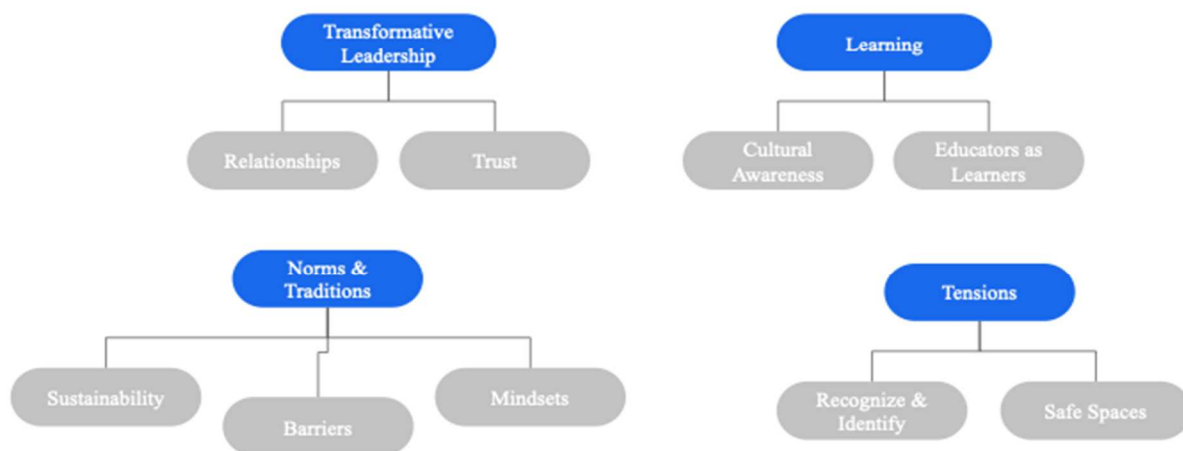 Transformative
Leadership
Relationships
Trust
Learning
Cultural
Awareness
Educators as
Learners
Norms &
Traditions
Sustainability
Barriers
Mindsets
Tensions
Recognize &
Identify
Safe Spaces